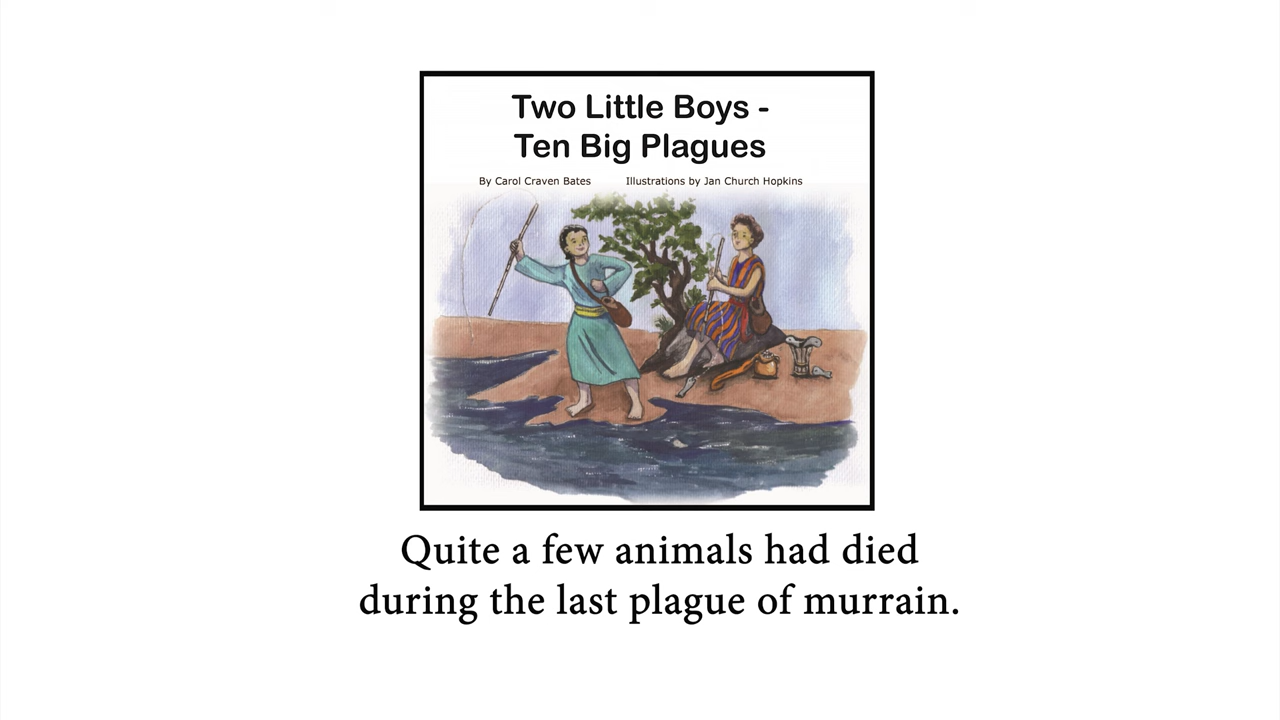 Two Little Boys -
Ten Big Plagues
By Carol Craven Bates Illustrations by Jan Church Hopkins
Quite a few animals had died
during the last plague of murrain.